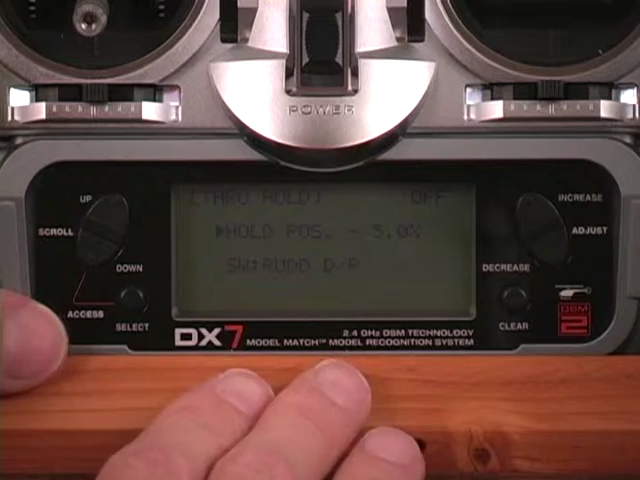 POWER
[THRO HOLD] OFF
HOLD POS. - 5.0%
SW:RUDD D/R
UP
SCROLL
DOWN
ACCESS
SELECT
INCREASE
ADJUST
DECREASE
CLEAR
DSM
2
DX7
2.4 GHz DSM TECHNOLOGY
MODEL MATCH™ MODEL RECOGNITION SYSTEM